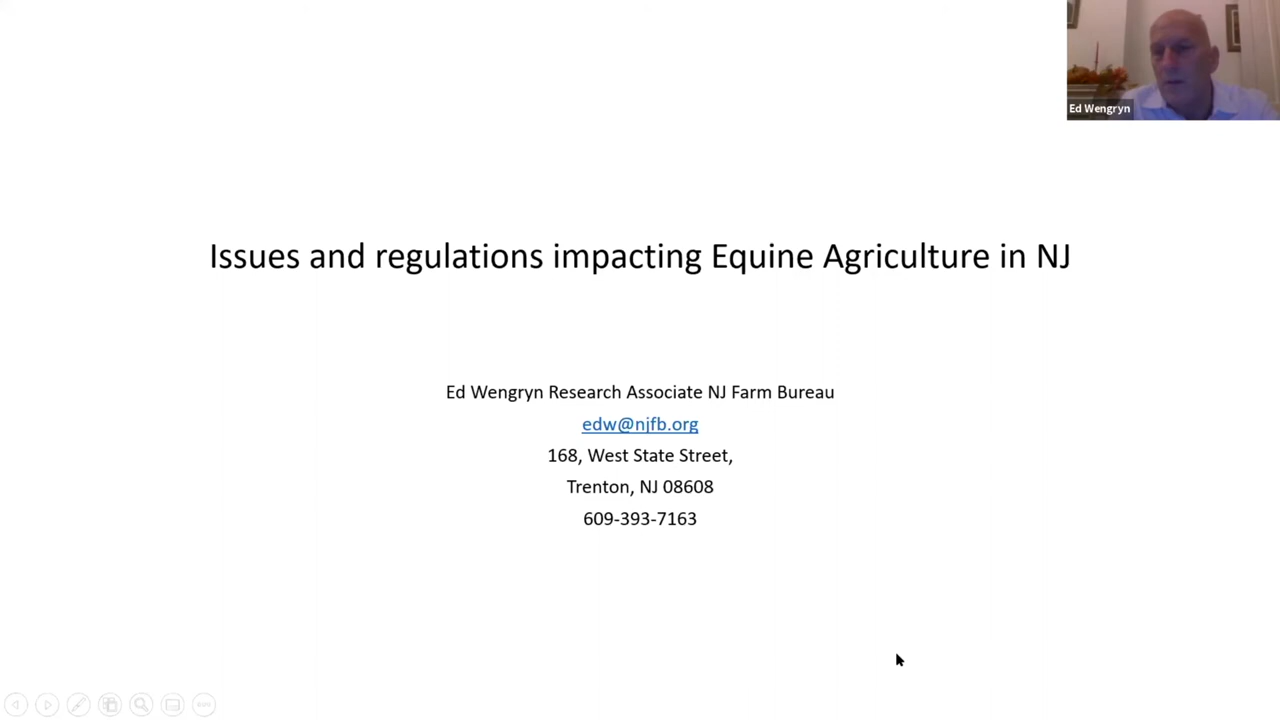 Ed Wengryn
Issues and regulations impacting Equine Agriculture in NJ
Ed Wengryn Research Associate NJ Farm Bureau
edw@njfb.org
168, West State Street,
Trenton, NJ 08608
609-393-7163